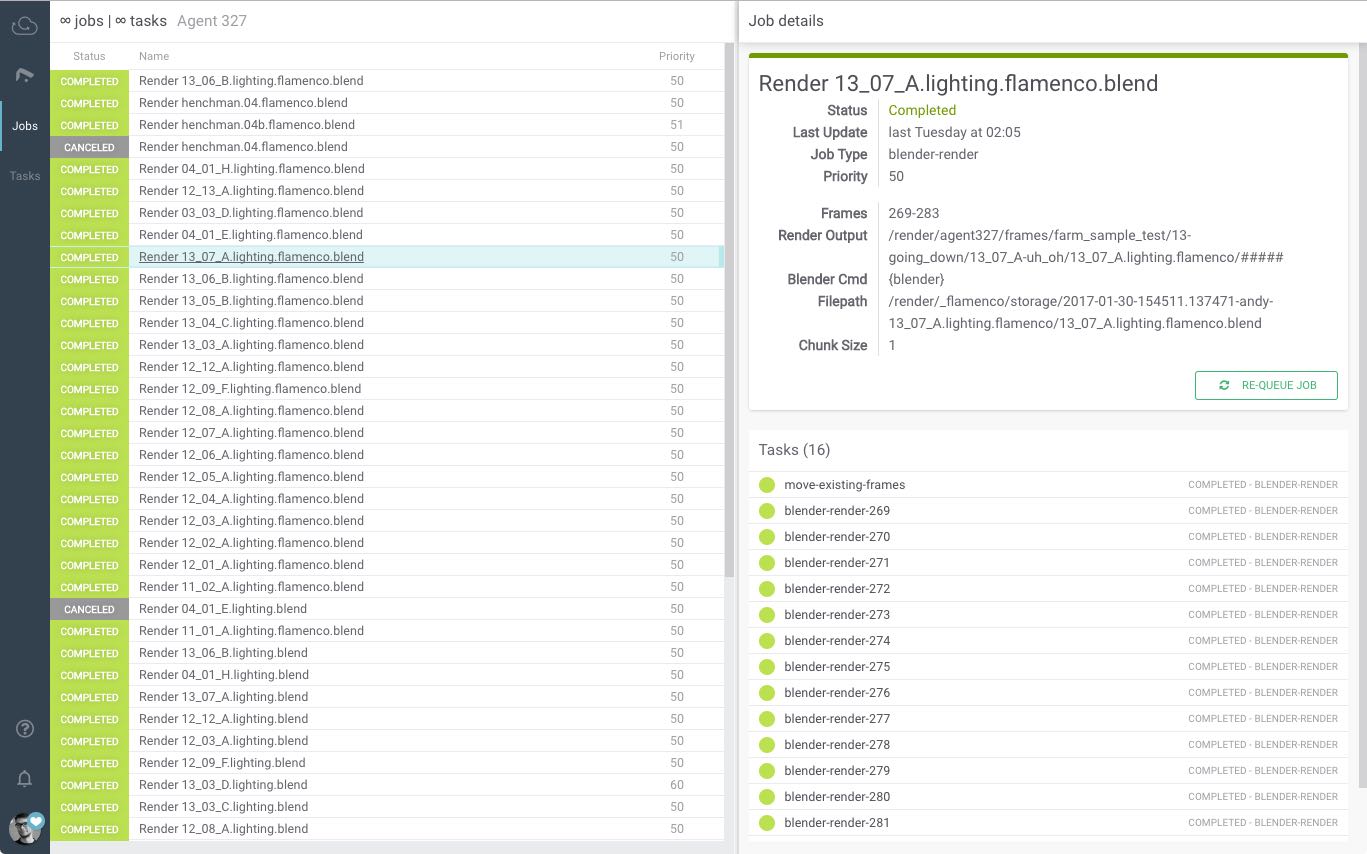 ∞ jobs | ∞ tasks Agent 327
Jobs
Tasks
Status Name Priority
COMPLETED Render 13_06_B.lighting.flamenco.blend 50
COMPLETED Render henchman.04.flamenco.blend 50
COMPLETED Render henchman.04b.flamenco.blend 51
CANCELED Render henchman.04.flamenco.blend 50
COMPLETED Render 04_01_H.lighting.flamenco.blend 50
COMPLETED Render 12_13_A.lighting.flamenco.blend 50
COMPLETED Render 03_03_D.lighting.flamenco.blend 50
COMPLETED Render 04_01_E.lighting.flamenco.blend 50
COMPLETED Render 13_07_A.lighting.flamenco.blend 50
COMPLETED Render 13_06_B.lighting.flamenco.blend 50
COMPLETED Render 13_05_B.lighting.flamenco.blend 50
COMPLETED Render 13_04_C.lighting.flamenco.blend 50
COMPLETED Render 13_03_A.lighting.flamenco.blend 50
COMPLETED Render 12_12_A.lighting.flamenco.blend 50
COMPLETED Render 12_09_F.lighting.flamenco.blend 50
COMPLETED Render 12_08_A.lighting.flamenco.blend 50
COMPLETED Render 12_07_A.lighting.flamenco.blend 50
COMPLETED Render 12_06_A.lighting.flamenco.blend 50
COMPLETED Render 12_05_A.lighting.flamenco.blend 50
COMPLETED Render 12_04_A.lighting.flamenco.blend 50
COMPLETED Render 12_03_A.lighting.flamenco.blend 50
COMPLETED Render 12_02_A.lighting.flamenco.blend 50
COMPLETED Render 12_01_A.lighting.flamenco.blend 50
COMPLETED Render 11_02_A.lighting.flamenco.blend 50
CANCELED Render 04_01_E.lighting.blend 50
COMPLETED Render 11_01_A.lighting.flamenco.blend 50
COMPLETED Render 13_06_B.lighting.blend 50
COMPLETED Render 04_01_H.lighting.blend 50
COMPLETED Render 13_07_A.lighting.blend 50
COMPLETED Render 12_12_A.lighting.blend 50
COMPLETED Render 12_03_A.lighting.blend 50
COMPLETED Render 12_09_F.lighting.blend 50
COMPLETED Render 13_03_D.lighting.blend 60
COMPLETED Render 13_03_C.lighting.blend 50
COMPLETED Render 12_08_A.lighting.blend 50
Job details
Render 13_07_A.lighting.flamenco.blend
Status Completed
Last Update last Tuesday at 02:05
Job Type blender-render
Priority 50
Frames 269-283
Render Output /render/agent327/frames/farm_sample_test/13-
going_down/13_07_A-uh_oh/13_07_A.lighting.flamenco/#####
Blender Cmd {blender}
Filepath /render/_flamenco/storage/2017-01-30-154511.137471-andy-
13_07_A.lighting.flamenco/13_07_A.lighting.flamenco.blend
Chunk Size 1
RE-QUEUE JOB
Tasks (16)
move-existing-frames COMPLETED - BLENDER-RENDER
blender-render-269 COMPLETED - BLENDER-RENDER
blender-render-270 COMPLETED - BLENDER-RENDER
blender-render-271 COMPLETED - BLENDER-RENDER
blender-render-272 COMPLETED - BLENDER-RENDER
blender-render-273 COMPLETED - BLENDER-RENDER
blender-render-274 COMPLETED - BLENDER-RENDER
blender-render-275 COMPLETED - BLENDER-RENDER
blender-render-276 COMPLETED - BLENDER-RENDER
blender-render-277 COMPLETED - BLENDER-RENDER
blender-render-278 COMPLETED - BLENDER-RENDER
blender-render-279 COMPLETED - BLENDER-RENDER
blender-render-280 COMPLETED - BLENDER-RENDER
blender-render-281 COMPLETED - BLENDER-RENDER